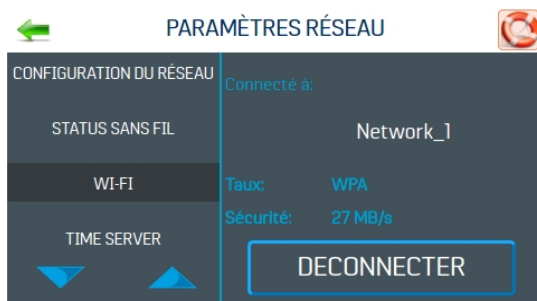 PARAMÈTRES RÉSEAU
CONFIGURATION DU RÉSEAU
STATUS SANS FIL
WI-FI
TIME SERVER
Connecté à:
Network_1
Taux: WPA
Sécurité: 27 MB/s
DECONNECTER